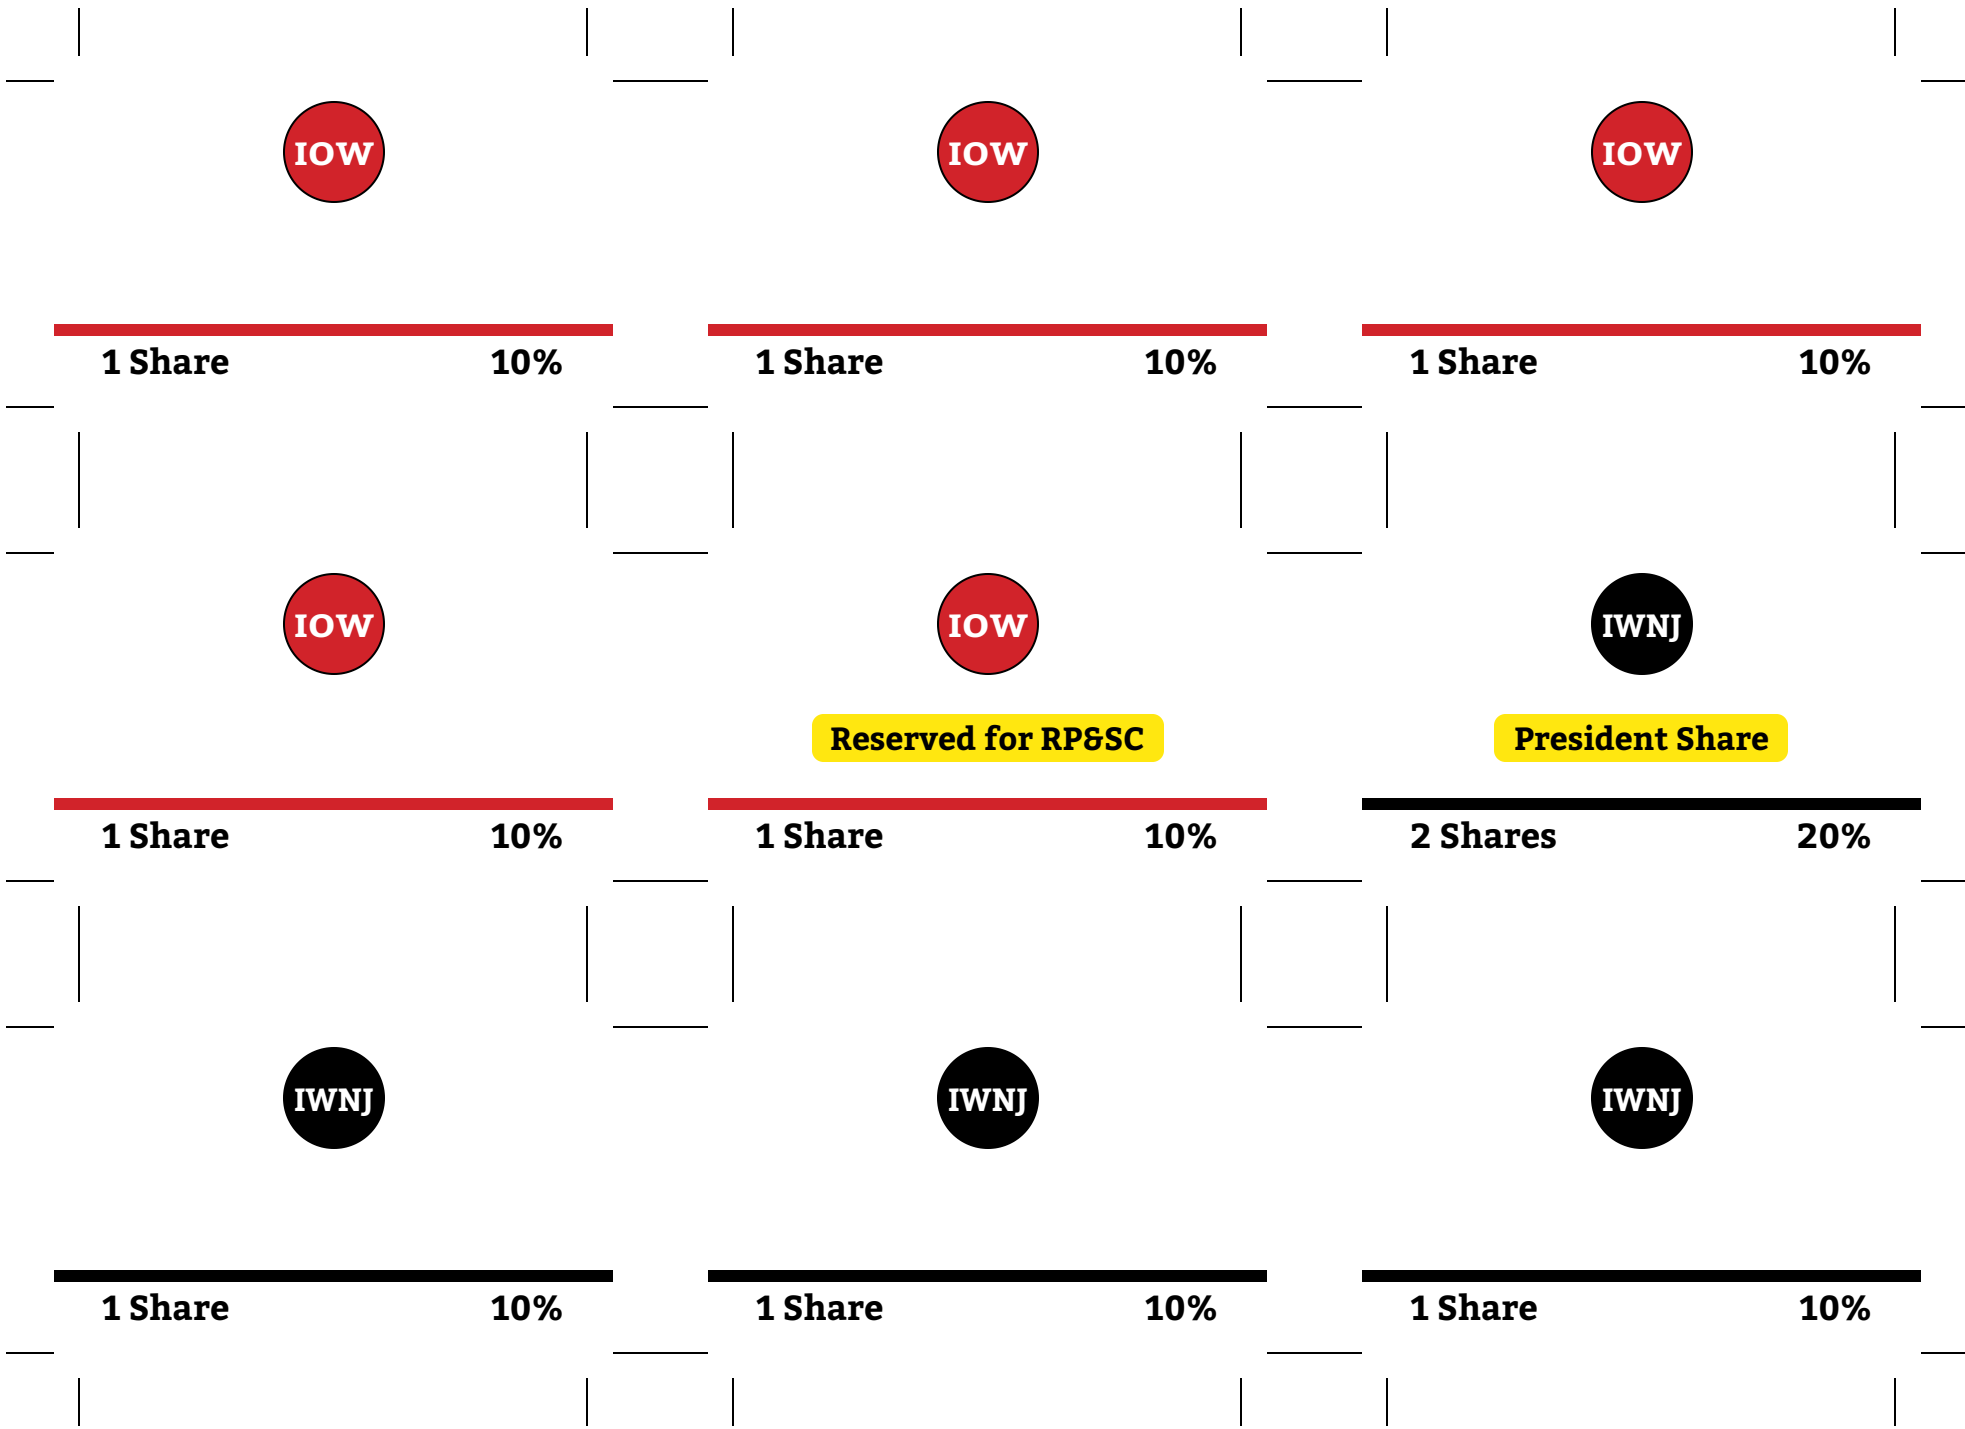 IOW
IOW
IOW
1 Share 10%
1 Share 10%
1 Share 10%
IOW
IOW
IWNJ
Reserved for RP&SC
President Share
1 Share 10%
1 Share 10%
2 Shares 20%
IWNJ
IWNJ
IWNJ
1 Share 10%
1 Share 10%
1 Share 10%